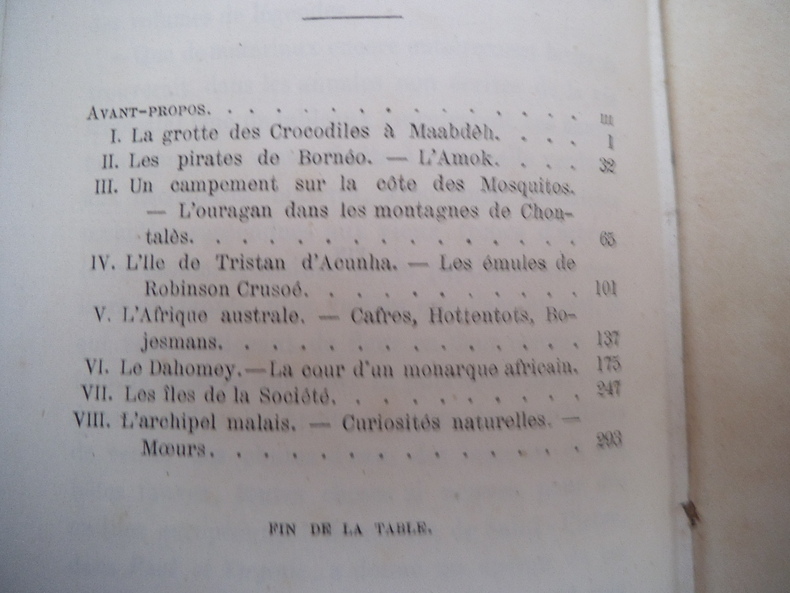 AVANT-PROPOS. . . . . . . . . . . . . . . III
I. La grotte des Crocodiles à Maabdèh. . . . 1
II. Les pirates de Bornéo. — L'Amok. . . . 32
III. Un campement sur la côte des Mosquitos.
— L'ouragan dans les montagnes de Chon-
talès. . . . . . . . . . . . . . . 65
IV. L'île de Tristan d'Acunha. — Les émules de
Robinson Crusoé. . . . . . . . . . . 101
V. L'Afrique australe. — Cafres, Hottentots, Bo-
jesmans. . . . . . . . . . . . . . 137
VI. Le Dahomey. — La cour d'un monarque africain. 175
VII. Les îles de la Société. . . . . . . . . . 247
VIII. L'archipel malais. — Curiosités naturelles. —
Mœurs. . . . . . . . . . . . . . . 293
FIN DE LA TABLE.